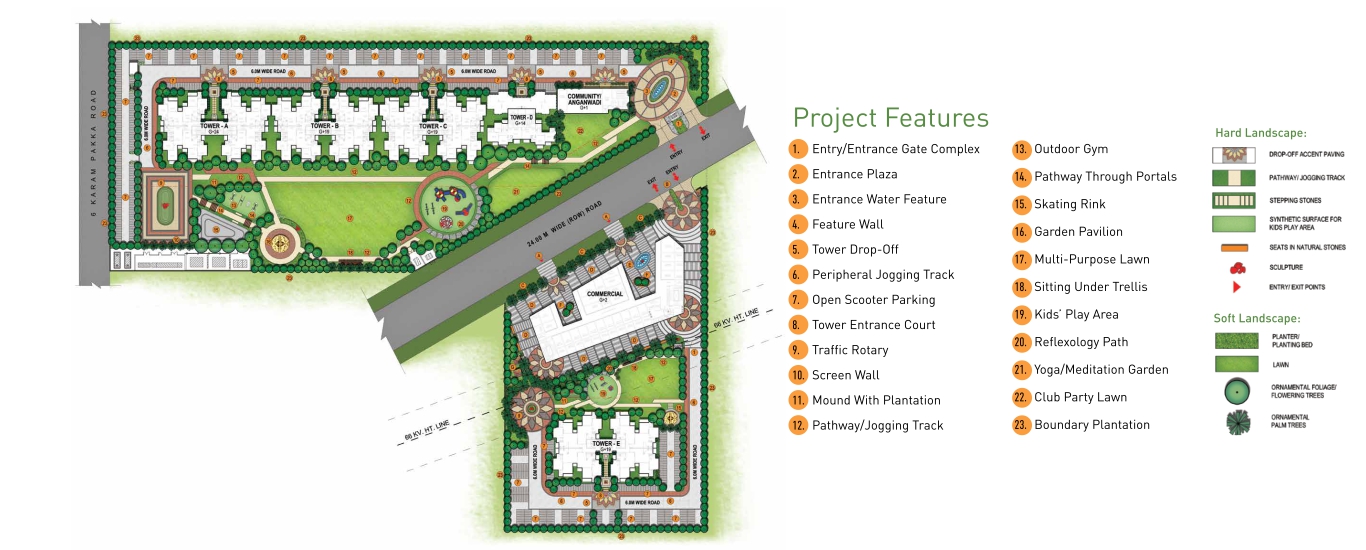 6 KARAM PAKKA ROAD
6.0M WIDE ROAD
6.0M WIDE ROAD
6.0M WIDE ROAD
TOWER - A
G+24
TOWER - B
G+19
TOWER - C
G+19
TOWER - D
G+14
COMMUNITY/
ANGANWADI
G+1
ENTRY
EXIT
ENTRY
EXIT
24.00 M WIDE (ROW) ROAD
COMMERCIAL
G+2
66 KV. HT. LINE
66 KV. HT. LINE
TOWER - E
G+19
6.0M WIDE ROAD
6.0M WIDE ROAD
6.0M WIDE ROAD
Project Features
1. Entry/Entrance Gate Complex
2. Entrance Plaza
3. Entrance Water Feature
4. Feature Wall
5. Tower Drop-Off
6. Peripheral Jogging Track
7. Open Scooter Parking
8. Tower Entrance Court
9. Traffic Rotary
10. Screen Wall
11. Mound With Plantation
12. Pathway/Jogging Track
13. Outdoor Gym
14. Pathway Through Portals
15. Skating Rink
16. Garden Pavilion
17. Multi-Purpose Lawn
18. Sitting Under Trellis
19. Kids' Play Area
20. Reflexology Path
21. Yoga/Meditation Garden
22. Club Party Lawn
23. Boundary Plantation
Hard Landscape:
DROP-OFF ACCENT PAVING
PATHWAY/ JOGGING TRACK
STEPPING STONES
SYNTHETIC SURFACE FOR
KIDS PLAY AREA
SEATS IN NATURAL STONES
SCULPTURE
ENTRY/ EXIT POINTS
Soft Landscape:
PLANTER/
PLANTING BED
LAWN
ORNAMENTAL FOLIAGE/
FLOWERING TREES
ORNAMENTAL
PALM TREES